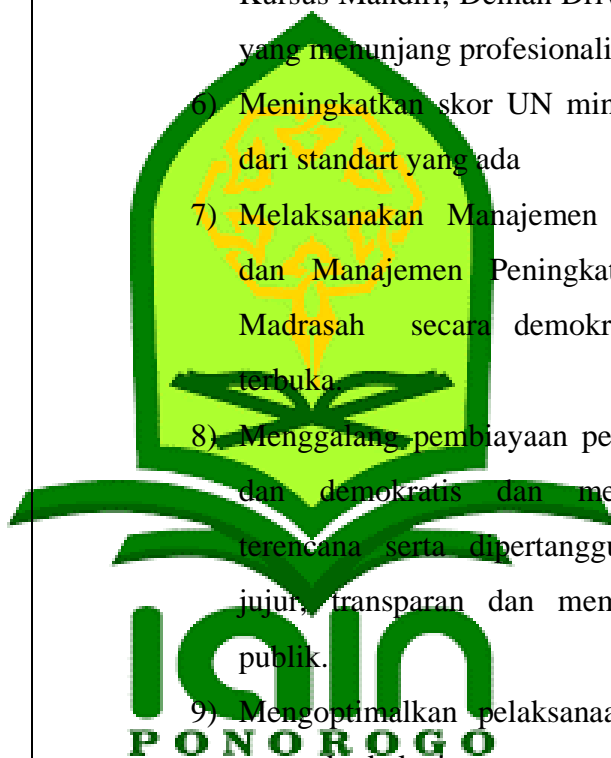 Kursus Mandiri,
yang menunjang profesionali
6) Meningkatkan skor UN min
dari standart yang ada
7) Melaksanakan Manajemen
dan Manajemen Peningkat
Madrasah secara demokr
terbuka.
8) Menggalang pembiayaan pe
dan demokratis dan me
terencana serta dipertanggu
jujur, transparan dan mem
publik.
9) Mengoptimalkan pelaksanaa
iain
PONOROGO